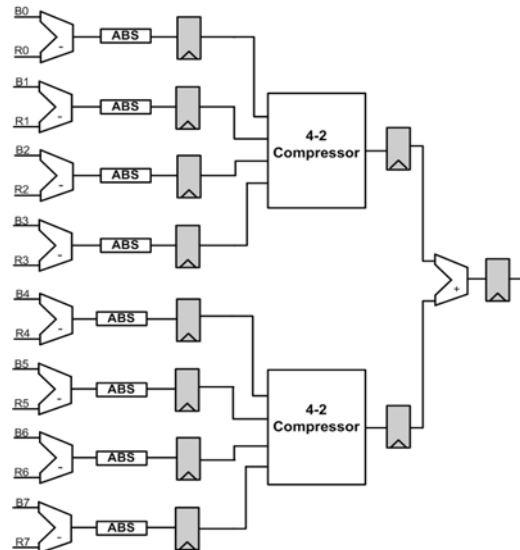 B0
ABS
R0
B1
ABS
R1
B2
ABS
R2
B3
ABS
R3
4-2
Compressor
B4
ABS
R4
B5
ABS
R5
B6
ABS
R6
B7
ABS
R7
4-2
Compressor
-
-
-
-
-
-
-
-
+